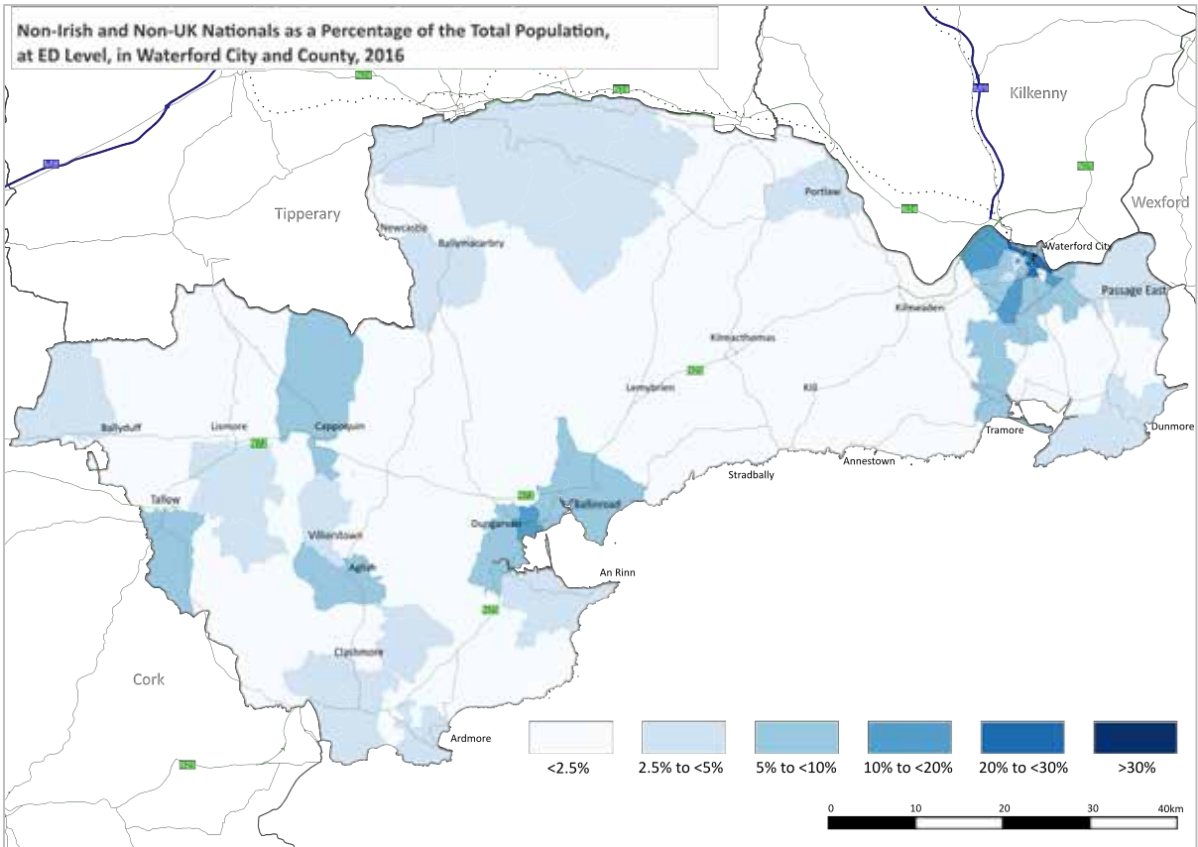 Non-Irish and Non-UK Nationals as a Percentage of the Total Population,
at ED Level, in Waterford City and County, 2016
Kilkenny
Tipperary
Portlaw
Wexford
Newcastle
Ballymacarbry
Waterford City
Passage East
Kilmeaden
Kilmacthomas
Lemybrien
Kill
Ballyduff
Lismore
Cappoquin
Tramore
Dunmore
Annestown
Stradbally
Tallow
Ballinroad
Dungarvan
Villierstown
Aglish
An Rinn
Clashmore
Cork
Ardmore
<2.5%
2.5% to <5%
5% to <10%
10% to <20%
20% to <30%
>30%
0
10
20
30
40km